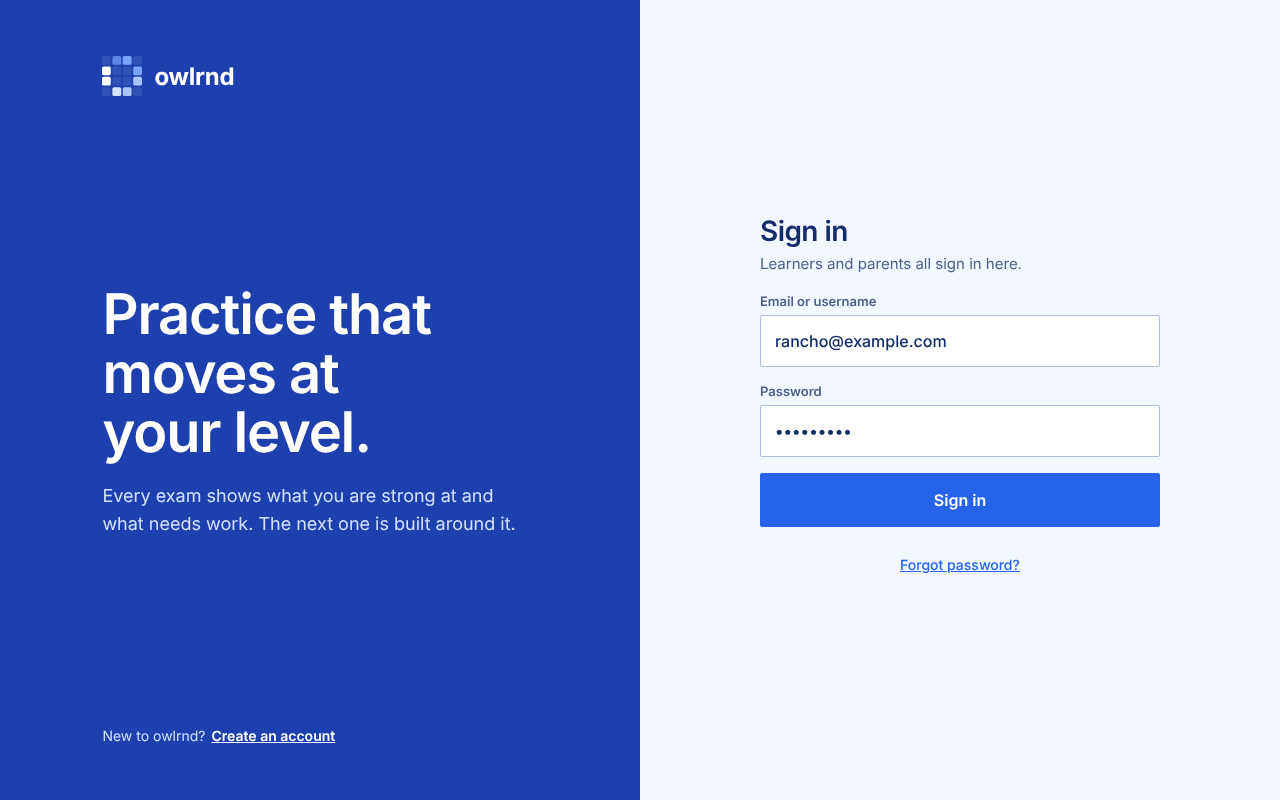 owlrnd
Practice that
moves at
your level.
Every exam shows what you are strong at and
what needs work. The next one is built around it.
New to owlrnd? Create an account
Sign in
Learners and parents all sign in here.
Email or username
rancho@example.com
Password
•••••••••
Sign in
Forgot password?